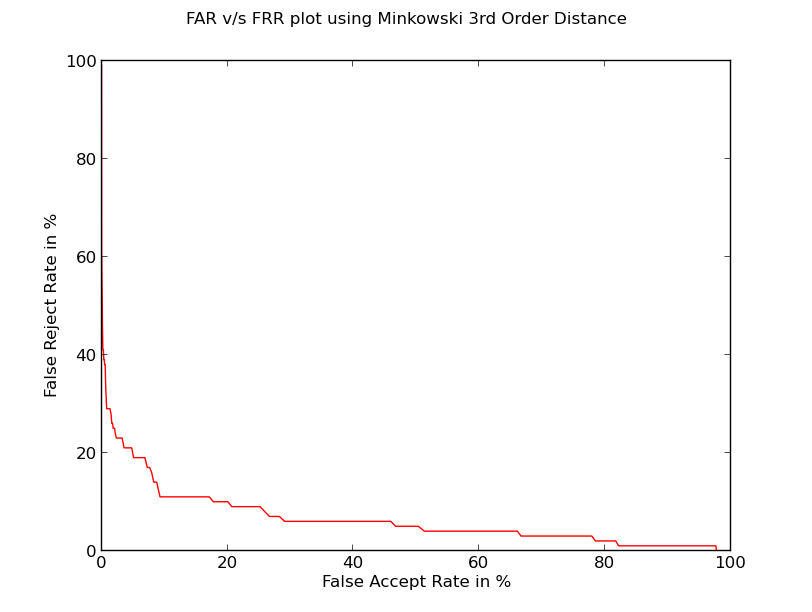 FAR v/s FRR plot using Minkowski 3rd Order Distance
100
80
60
40
20
0
False Reject Rate in %
0 20 40 60 80 100
False Accept Rate in %